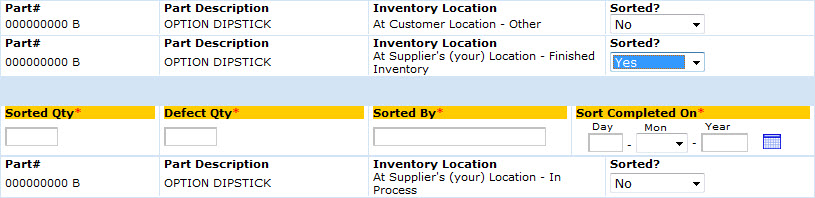 Part# Part Description Inventory Location Sorted?
000000000 B OPTION DIPSTICK At Customer Location - Other No
Part# Part Description Inventory Location Sorted?
000000000 B OPTION DIPSTICK At Supplier's (your) Location - Finished Inventory Yes
Sorted Qty* Defect Qty* Sorted By* Sort Completed On*
Day Mon Year
- -
Part# Part Description Inventory Location Sorted?
000000000 B OPTION DIPSTICK At Supplier's (your) Location - In Process No